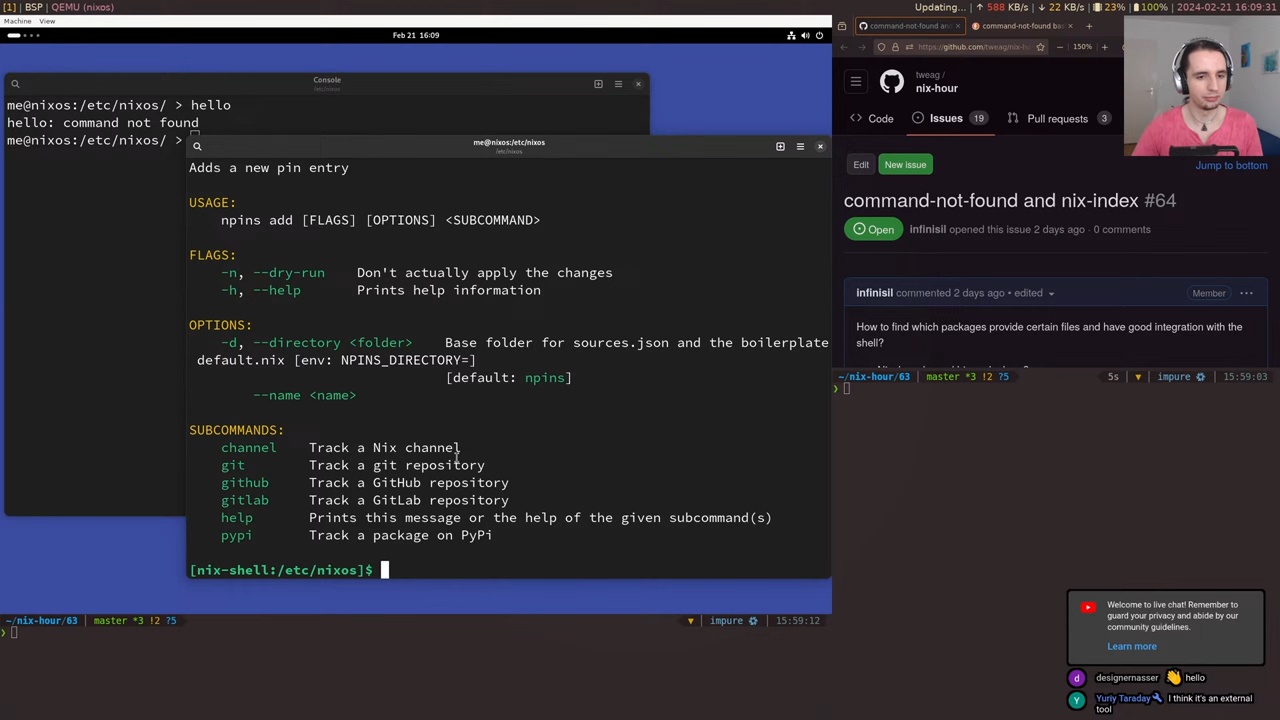 [1] | BSP | QEMU (nixos)
Updating… | ↑ 588 KB/s | ↓ 22 KB/s | 23% | 100% | 2024-02-21 16:09:31
Machine View
Feb 21 16:09
Console
/etc/nixos
me@nixos:/etc/nixos/ > hello
hello: command not found
me@nixos:/etc/nixos/ >
me@nixos:/etc/nixos
/etc/nixos
Adds a new pin entry
USAGE:
npins add [FLAGS] [OPTIONS] <SUBCOMMAND>
FLAGS:
-n, --dry-run Don't actually apply the changes
-h, --help Prints help information
OPTIONS:
-d, --directory <folder> Base folder for sources.json and the boilerplate
default.nix [env: NPINS_DIRECTORY=]
[default: npins]
--name <name>
SUBCOMMANDS:
channel Track a Nix channel
git Track a git repository
github Track a GitHub repository
gitlab Track a GitLab repository
help Prints this message or the help of the given subcommand(s)
pypi Track a package on PyPi
[nix-shell:/etc/nixos]$
~/nix-hour/63 | master *3 !2 ?5
impure | 15:59:12
❯
command-not-found an
command-not-found ba
https://github.com/tweag/nix-h
150%
tweag /
nix-hour
Code
Issues 19
Pull requests 3
Edit
New issue
Jump to bottom
command-not-found and nix-index #64
Open
infinisil opened this issue 2 days ago · 0 comments
infinisil commented 2 days ago • edited
Member
How to find which packages provide certain files and have good integration with the
shell?
~/nix-hour/63 | master *3 !2 ?5
5s | impure | 15:59:03
❯
Welcome to live chat! Remember to
guard your privacy and abide by our
community guidelines.
Learn more
d designernasser 👋 hello
Y Yuriy Taraday🔧 I think it's an external
tool